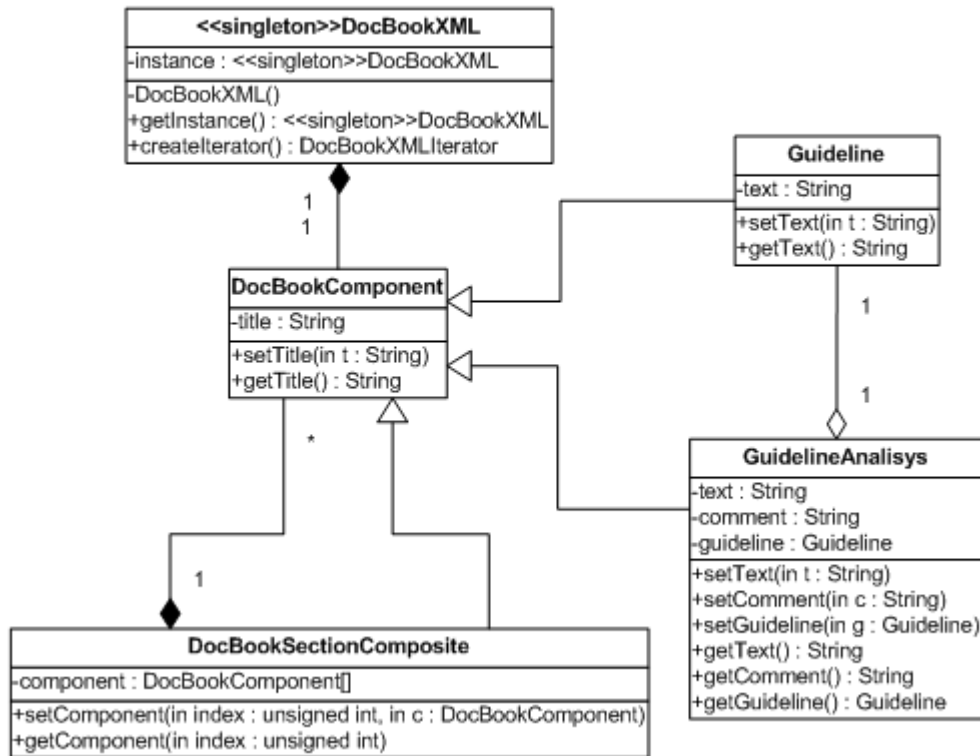 <<singleton>>DocBookXML
-instance : <<singleton>>DocBookXML
-DocBookXML()
+getInstance() : <<singleton>>DocBookXML
+createIterator() : DocBookXMLIterator
1
1
DocBookComponent
-title : String
+setTitle(in t : String)
+getTitle() : String
*
1
DocBookSectionComposite
-component : DocBookComponent[]
+setComponent(in index : unsigned int, in c : DocBookComponent)
+getComponent(in index : unsigned int)
Guideline
-text : String
+setText(in t : String)
+getText() : String
1
1
GuidelineAnalisys
-text : String
-comment : String
-guideline : Guideline
+setText(in t : String)
+setComment(in c : String)
+setGuideline(in g : Guideline)
+getText() : String
+getComment() : String
+getGuideline() : Guideline